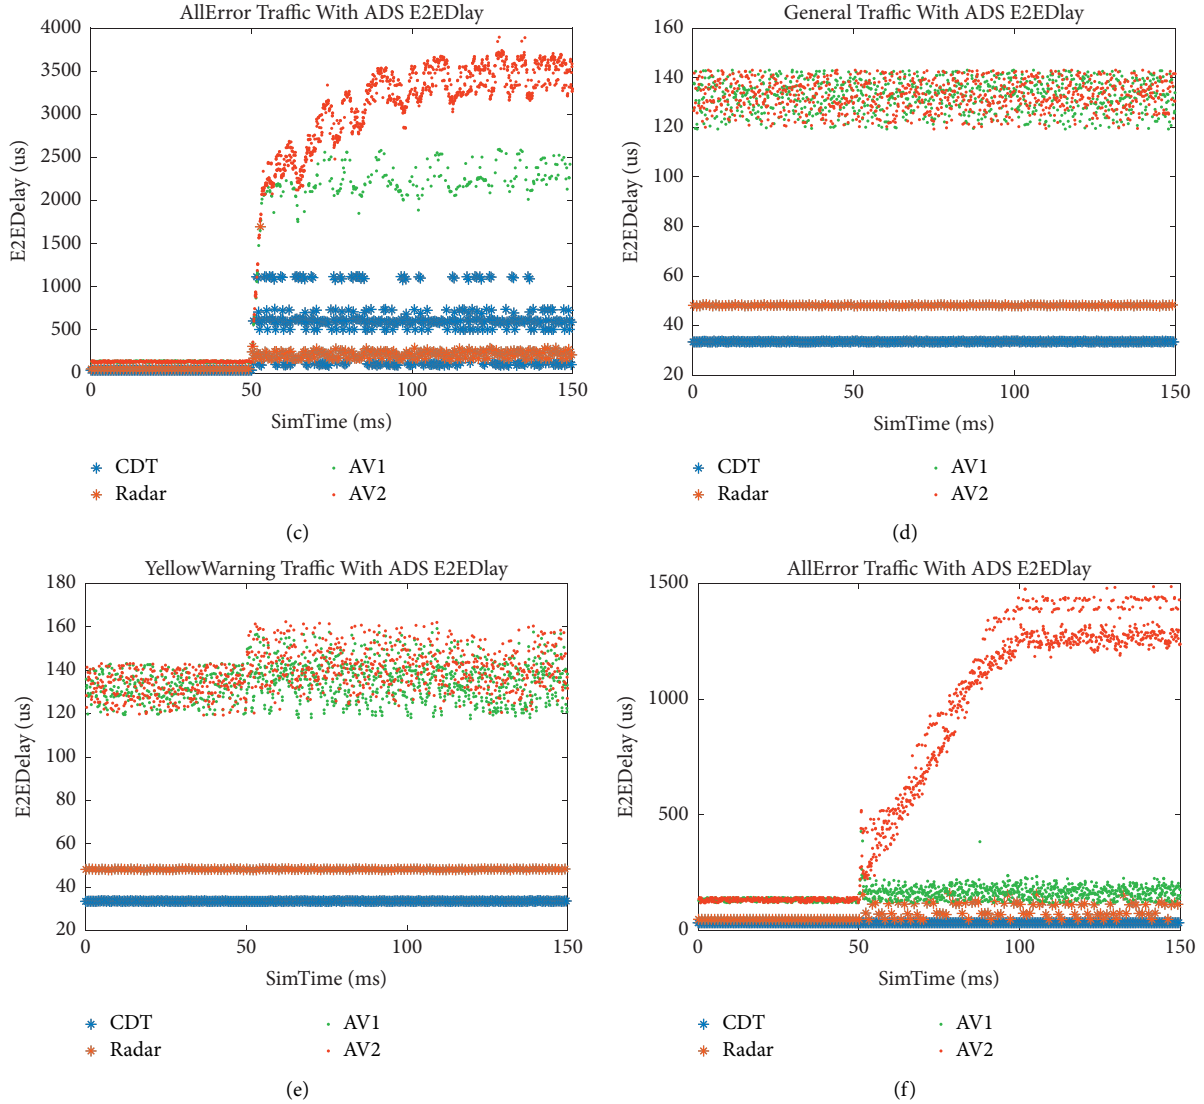 AllError Traffic With ADS E2EDlay
4000
3500
3000
2500
2000
1500
1000
500
0
E2EDelay (us)
0 50 100 150
SimTime (ms)
CDT AV1
Radar AV2
(c)
General Traffic With ADS E2EDlay
160
140
120
100
80
60
40
20
E2EDelay (us)
0 50 100 150
SimTime (ms)
CDT AV1
Radar AV2
(d)
YellowWarning Traffic With ADS E2EDlay
180
160
140
120
100
80
60
40
20
E2EDelay (us)
0 50 100 150
SimTime (ms)
CDT AV1
Radar AV2
(e)
AllError Traffic With ADS E2EDlay
1500
1000
500
0
E2EDelay (us)
0 50 100 150
SimTime (ms)
CDT AV1
Radar AV2
(f)